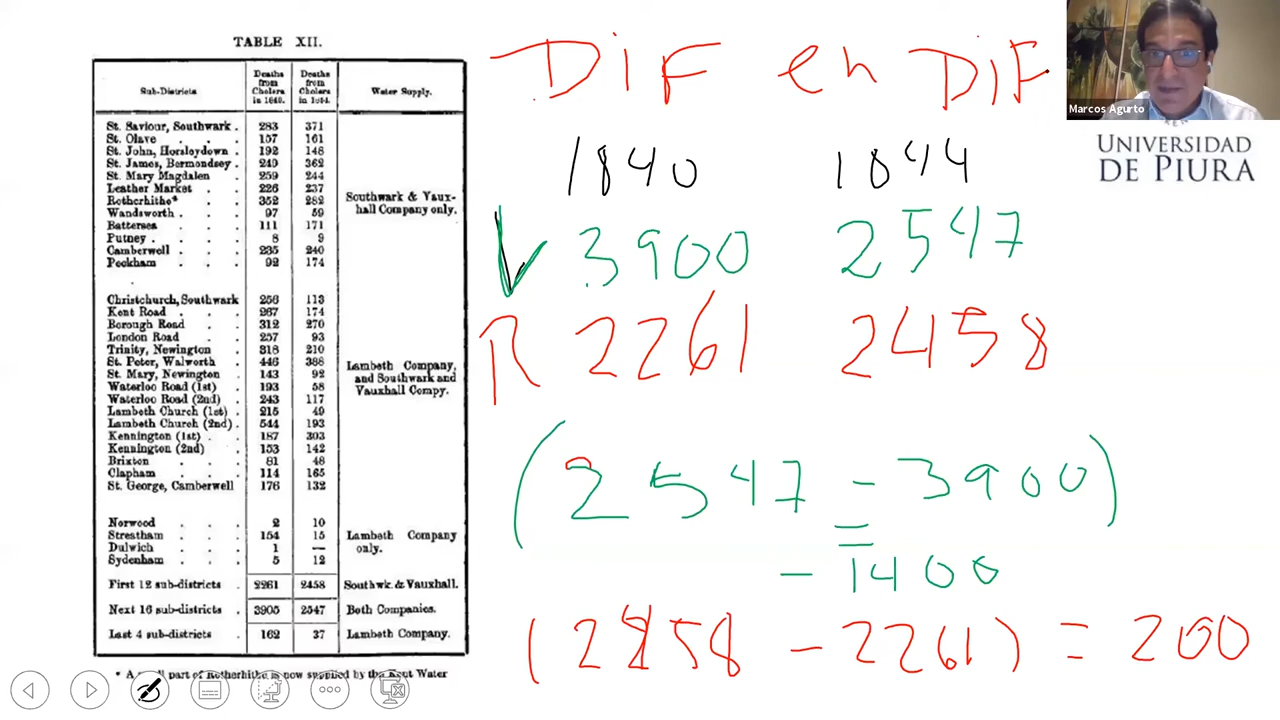 TABLE XII.
Sub-Districts Deaths from Cholera in 1849. Deaths from Cholera in 1854. Water Supply.
St. Saviour, Southwark . 283 371
St. Olave . . 157 161
St. John, Horsleydown . 192 148
St. James, Bermondsey . 249 362
St. Mary Magdalen . 259 244
Leather Market . . 226 237
Rotherhithe* . . 352 282
Wandsworth . . 97 59
Battersea . . 111 171
Putney . . . 8 9
Camberwell . . 235 240
Peckham . . 92 174
Southwark & Vauxhall Company only.
Christchurch, Southwark 256 113
Kent Road . . 267 174
Borough Road . . 312 270
London Road . . 257 93
Trinity, Newington . 318 210
St. Peter, Walworth . 446 388
St. Mary, Newington . 143 92
Waterloo Road (1st) . 193 58
Waterloo Road (2nd) . 243 117
Lambeth Church (1st) . 215 49
Lambeth Church (2nd) . 544 193
Kennington (1st) . . 187 303
Kennington (2nd) . 153 142
Brixton . . . 81 48
Clapham . . . 114 165
St. George, Camberwell 176 132
Lambeth Company, and Southwark and Vauxhall Compy.
Norwood . . . 2 10
Streatham . . 154 15
Dulwich . . . 1 —
Sydenham . . 5 12
Lambeth Company only.
First 12 sub-districts . 2261 2458 Southwk. & Vauxhall.
Next 16 sub-districts . 3905 2547 Both Companies.
Last 4 sub-districts . 162 37 Lambeth Company.
* A part of Rotherhithe is now supplied by the Kent Water
DIF en DIF
1840 1844
V 3900 2547
R 2261 2458
(2547 - 3900)
=
- 1400
(2458 - 2261) = 200
Marcos Agurto
UNIVERSIDAD
DE PIURA